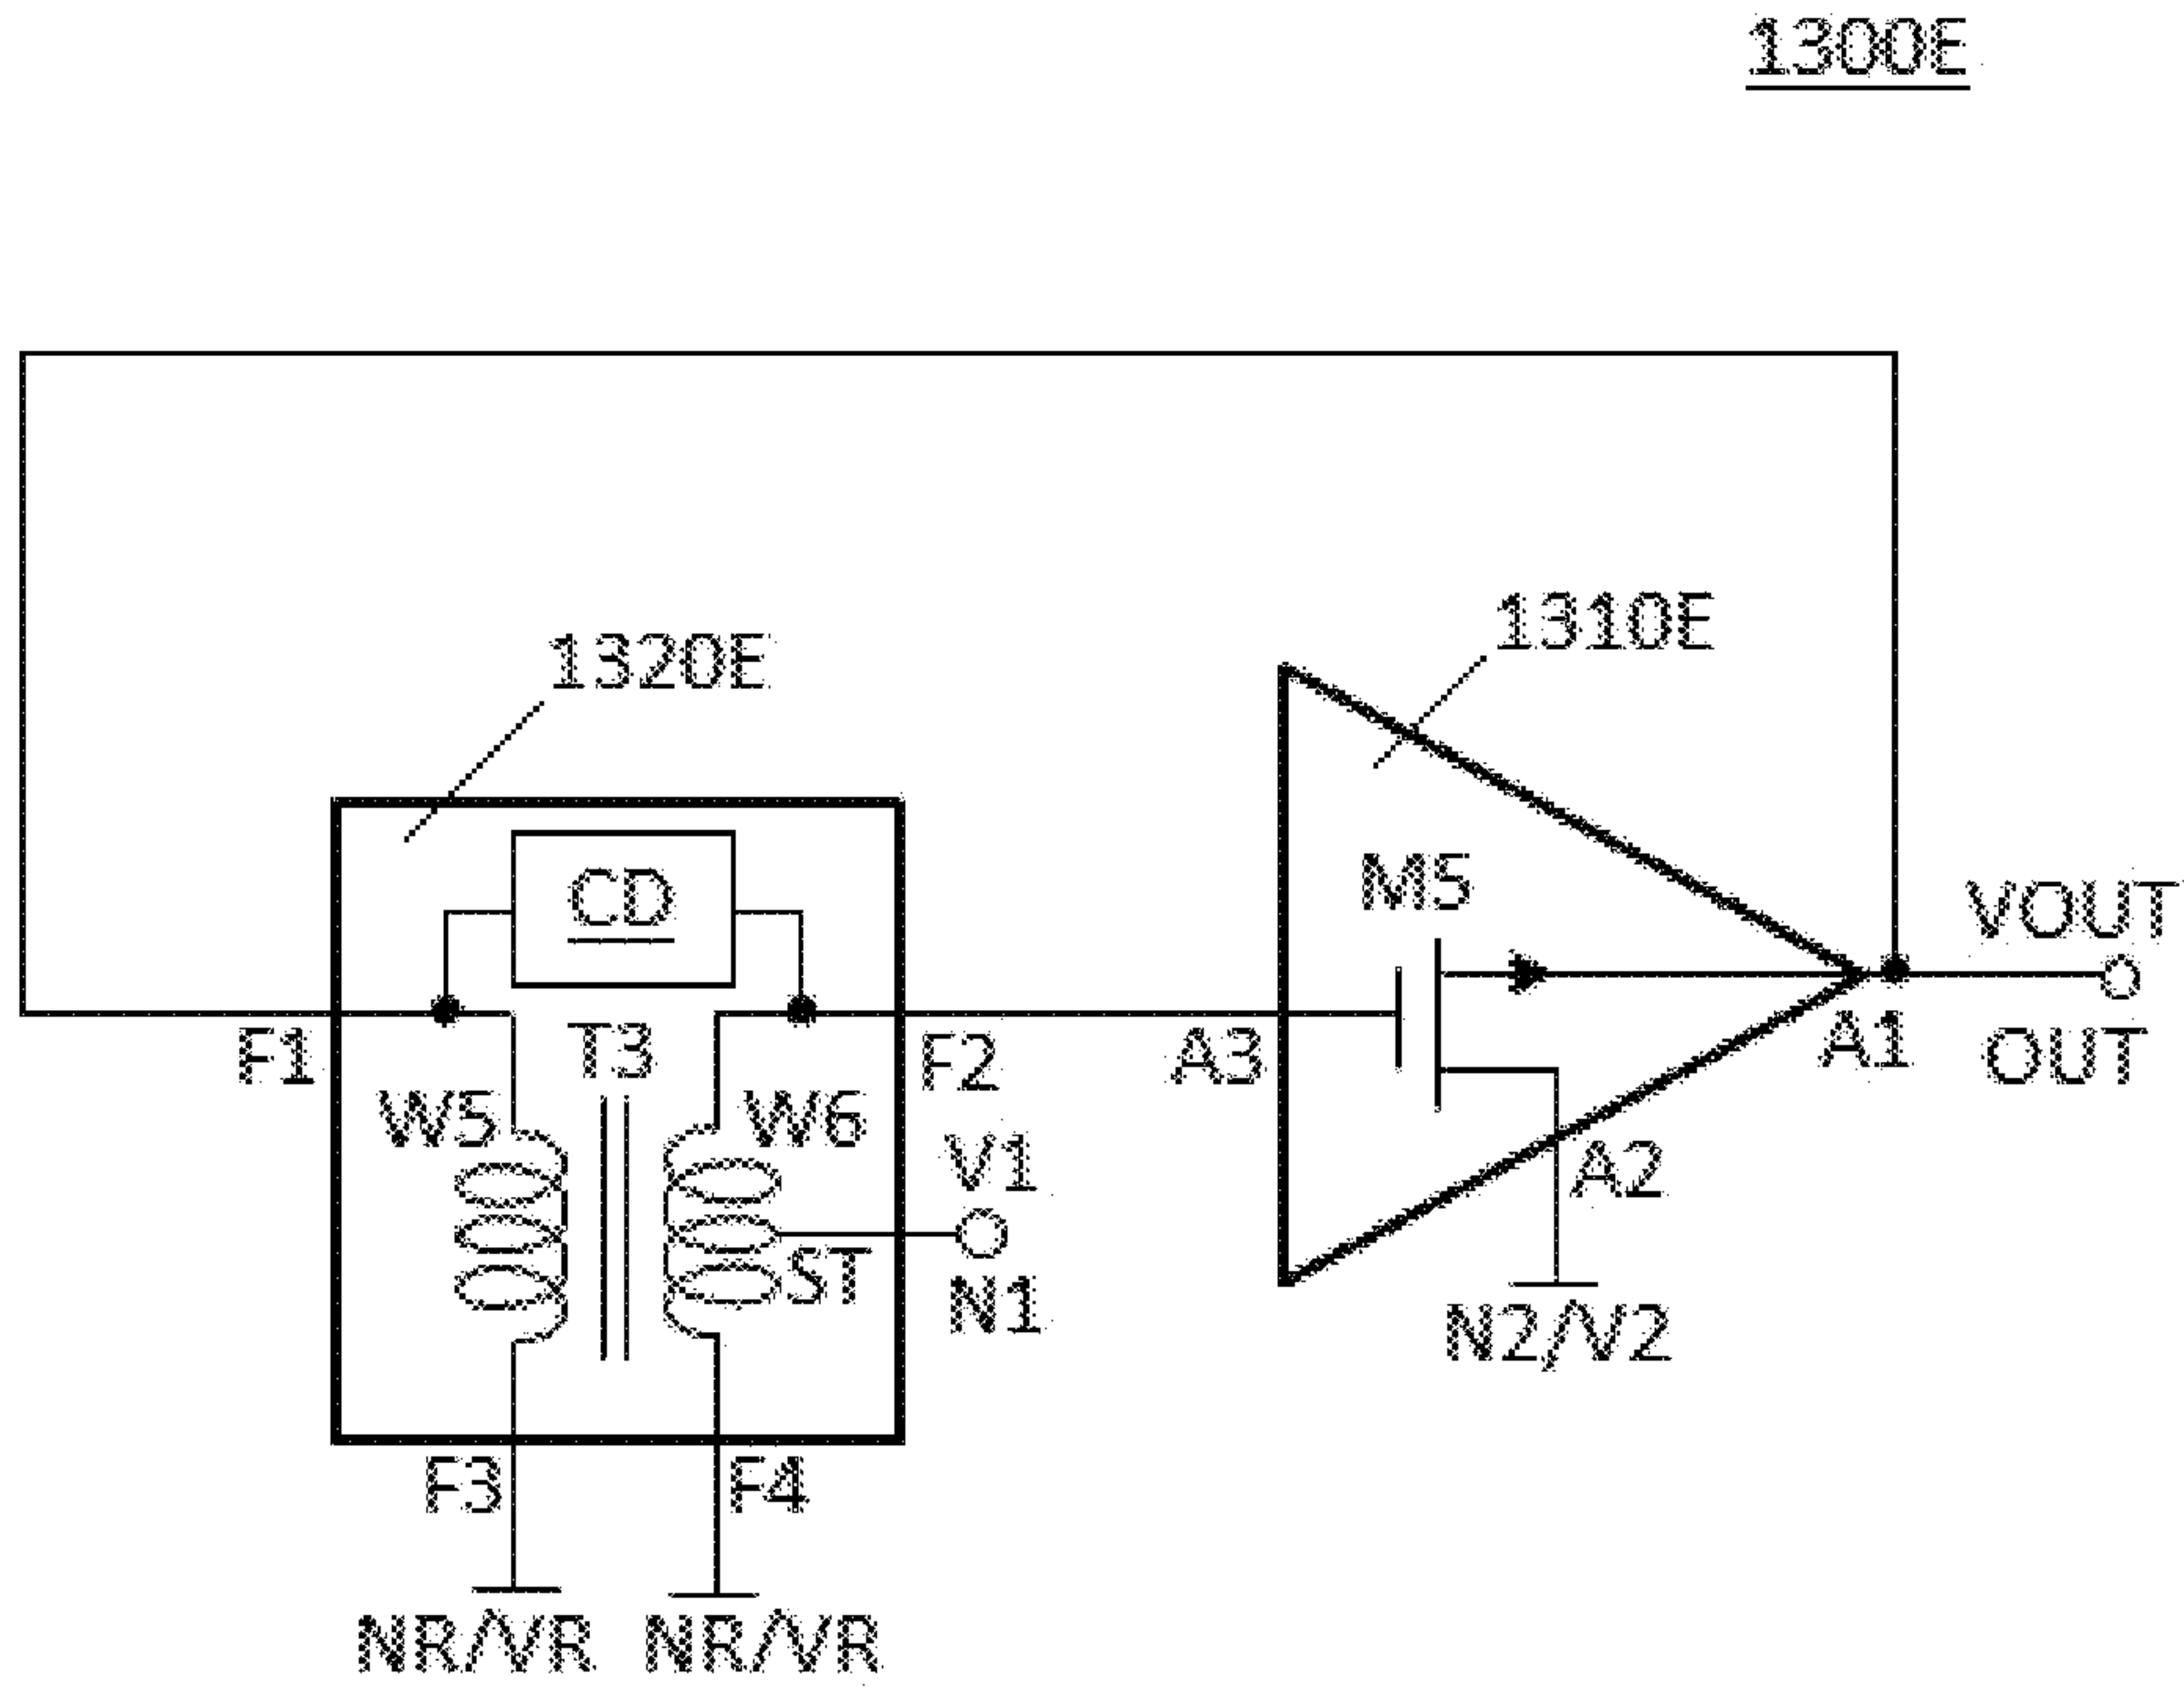 1300E
1310E
1320E
CD
M5
VOUT
F1
T3
F2
A3
A1
OUT
W5
W6
V1
A2
ST
N1
N2/V2
F3
F4
NR/VR
NR/VR